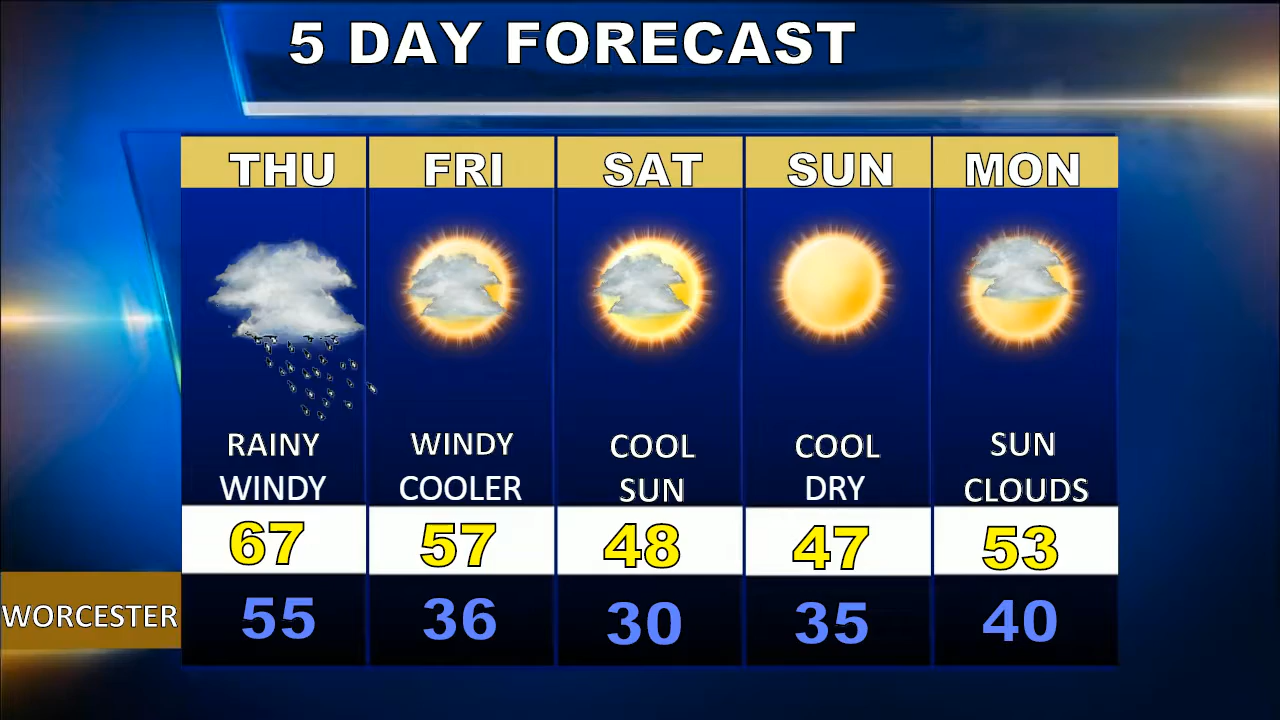 5 DAY FORECAST
THU FRI SAT SUN MON
RAINY WINDY COOL COOL SUN
WINDY COOLER SUN DRY CLOUDS
67 57 48 47 53
WORCESTER 55 36 30 35 40